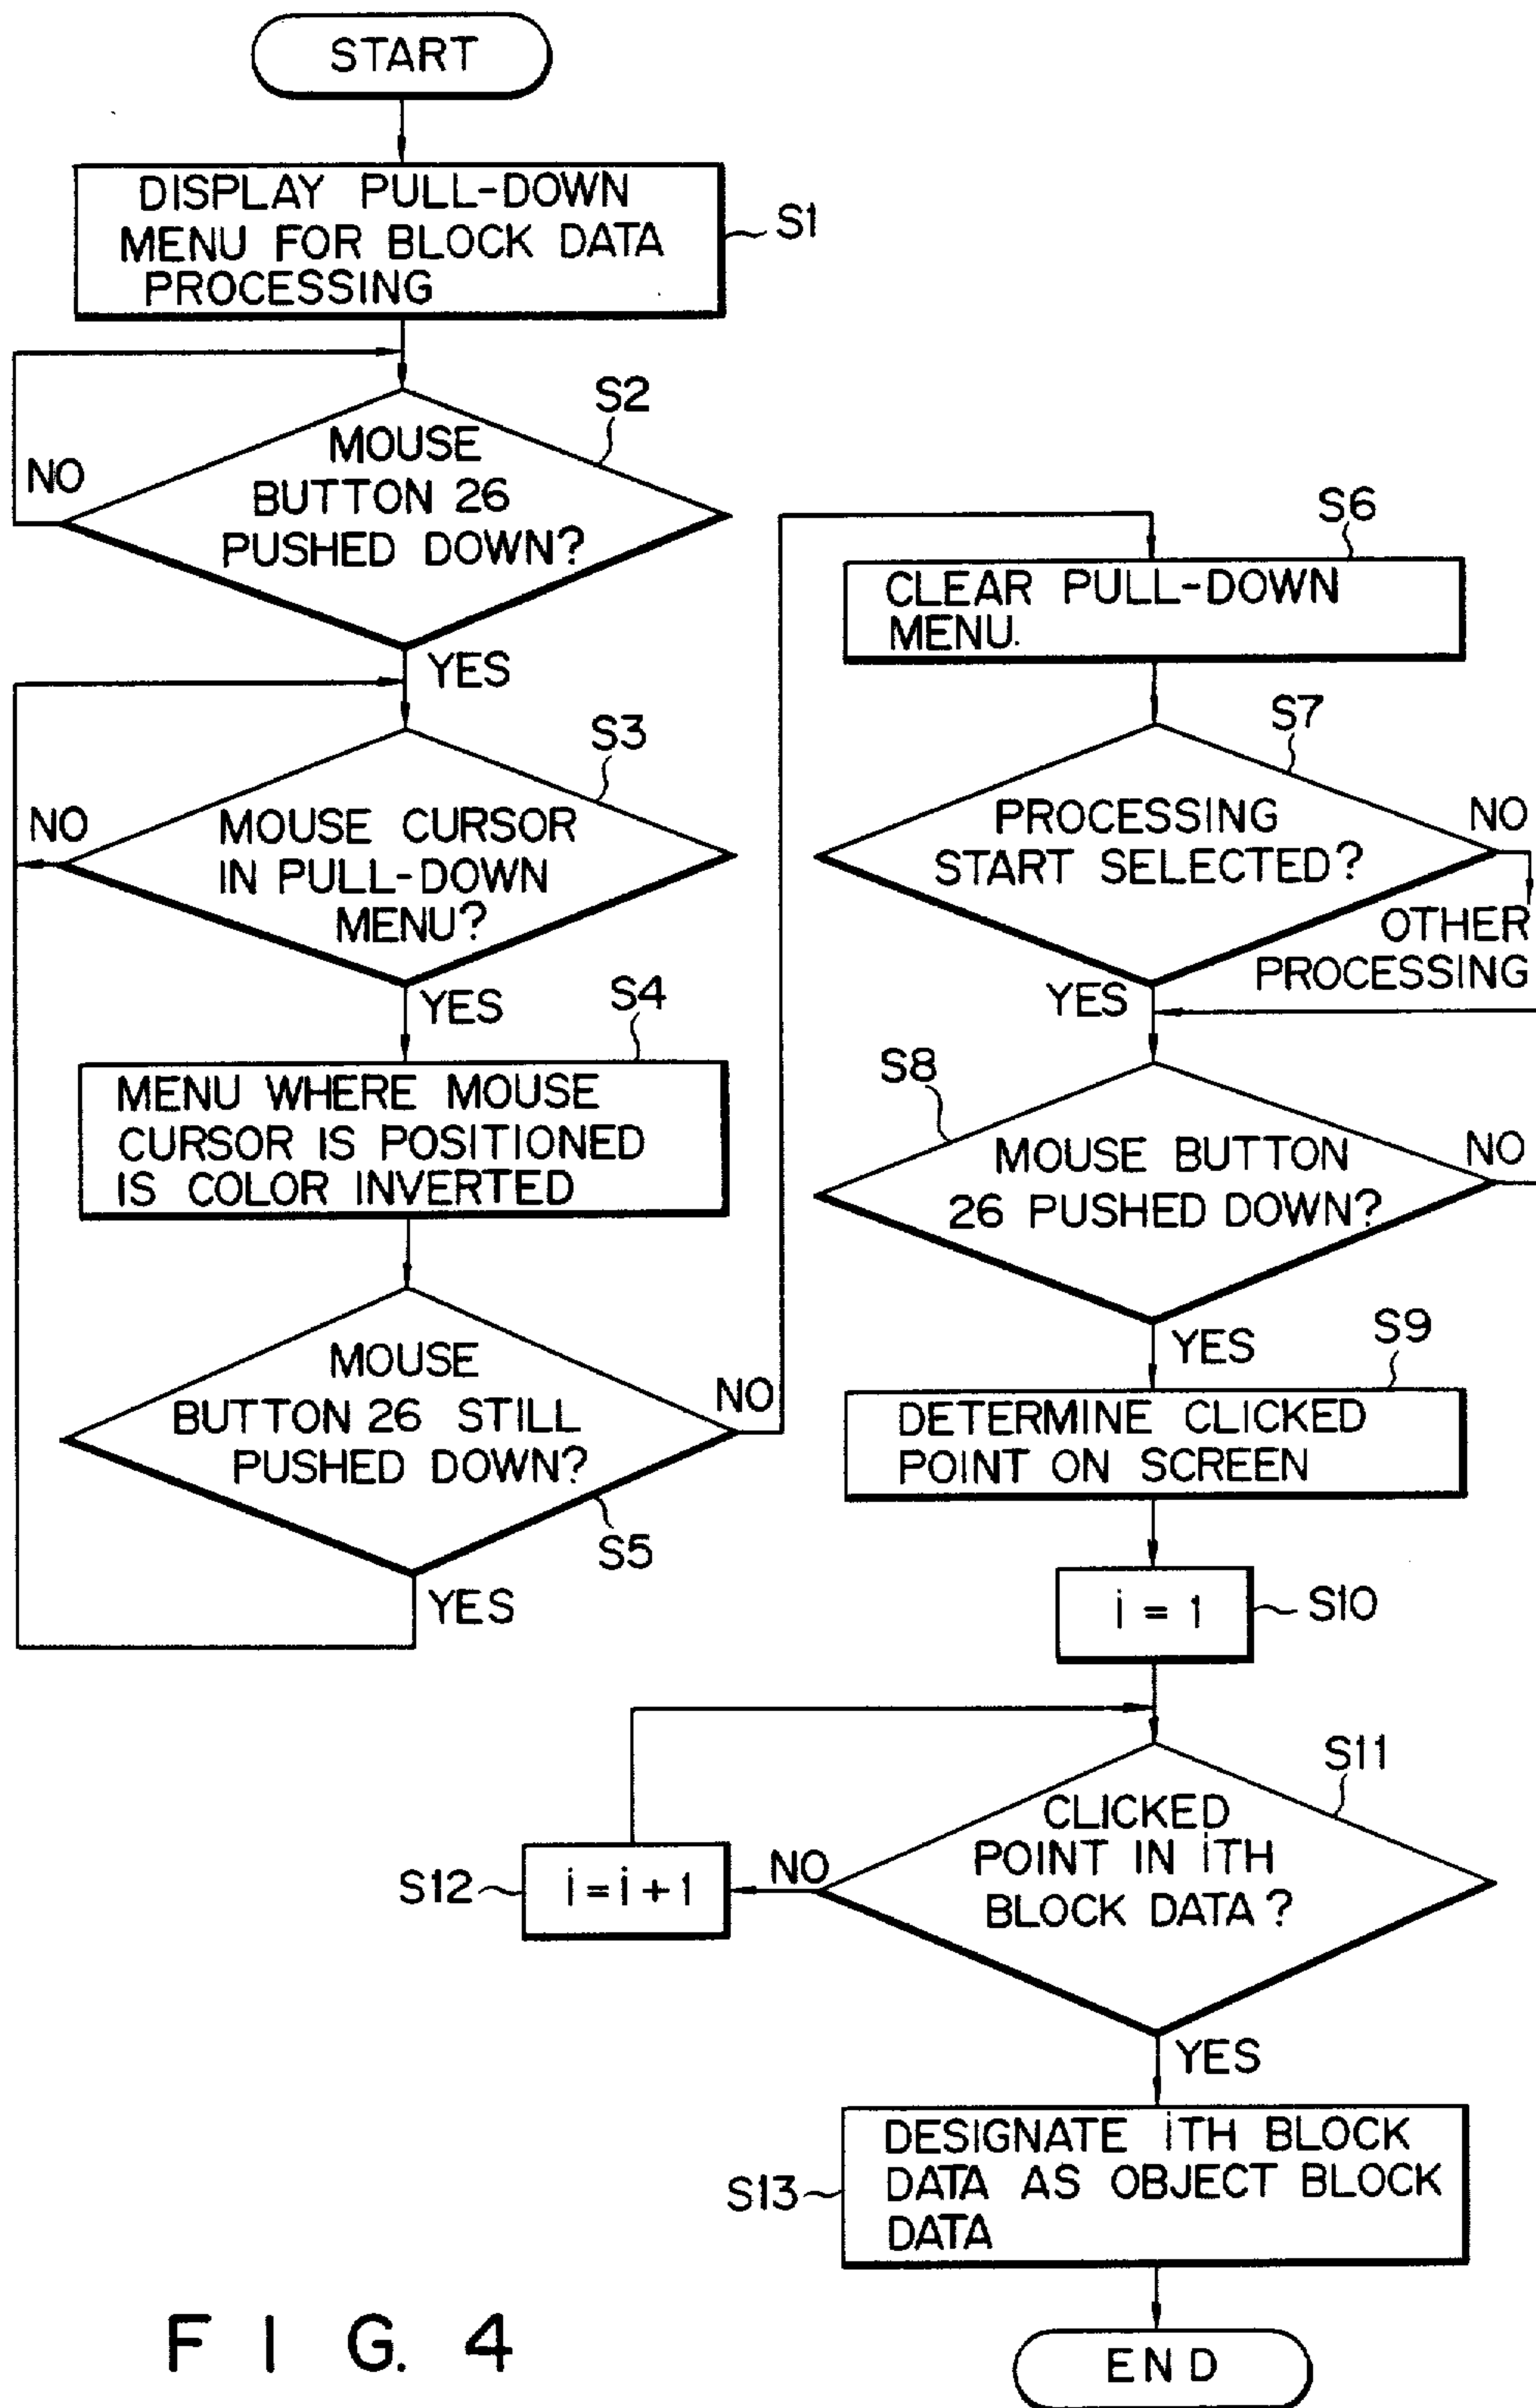 START
DISPLAY PULL-DOWN
MENU FOR BLOCK DATA
PROCESSING
S1
S2
MOUSE
BUTTON 26
PUSHED DOWN?
NO
YES
S3
MOUSE CURSOR
IN PULL-DOWN
MENU?
NO
YES
S4
MENU WHERE MOUSE
CURSOR IS POSITIONED
IS COLOR INVERTED
MOUSE
BUTTON 26 STILL
PUSHED DOWN?
NO
S5
YES
S6
CLEAR PULL-DOWN
MENU.
S7
PROCESSING
START SELECTED?
NO
OTHER
PROCESSING
YES
S8
MOUSE BUTTON
26 PUSHED DOWN?
NO
YES
S9
DETERMINE CLICKED
POINT ON SCREEN
i = 1
S10
S11
CLICKED
POINT IN iTH
BLOCK DATA?
NO
S12
i = i + 1
YES
DESIGNATE iTH BLOCK
DATA AS OBJECT BLOCK
DATA
S13
END
FIG. 4